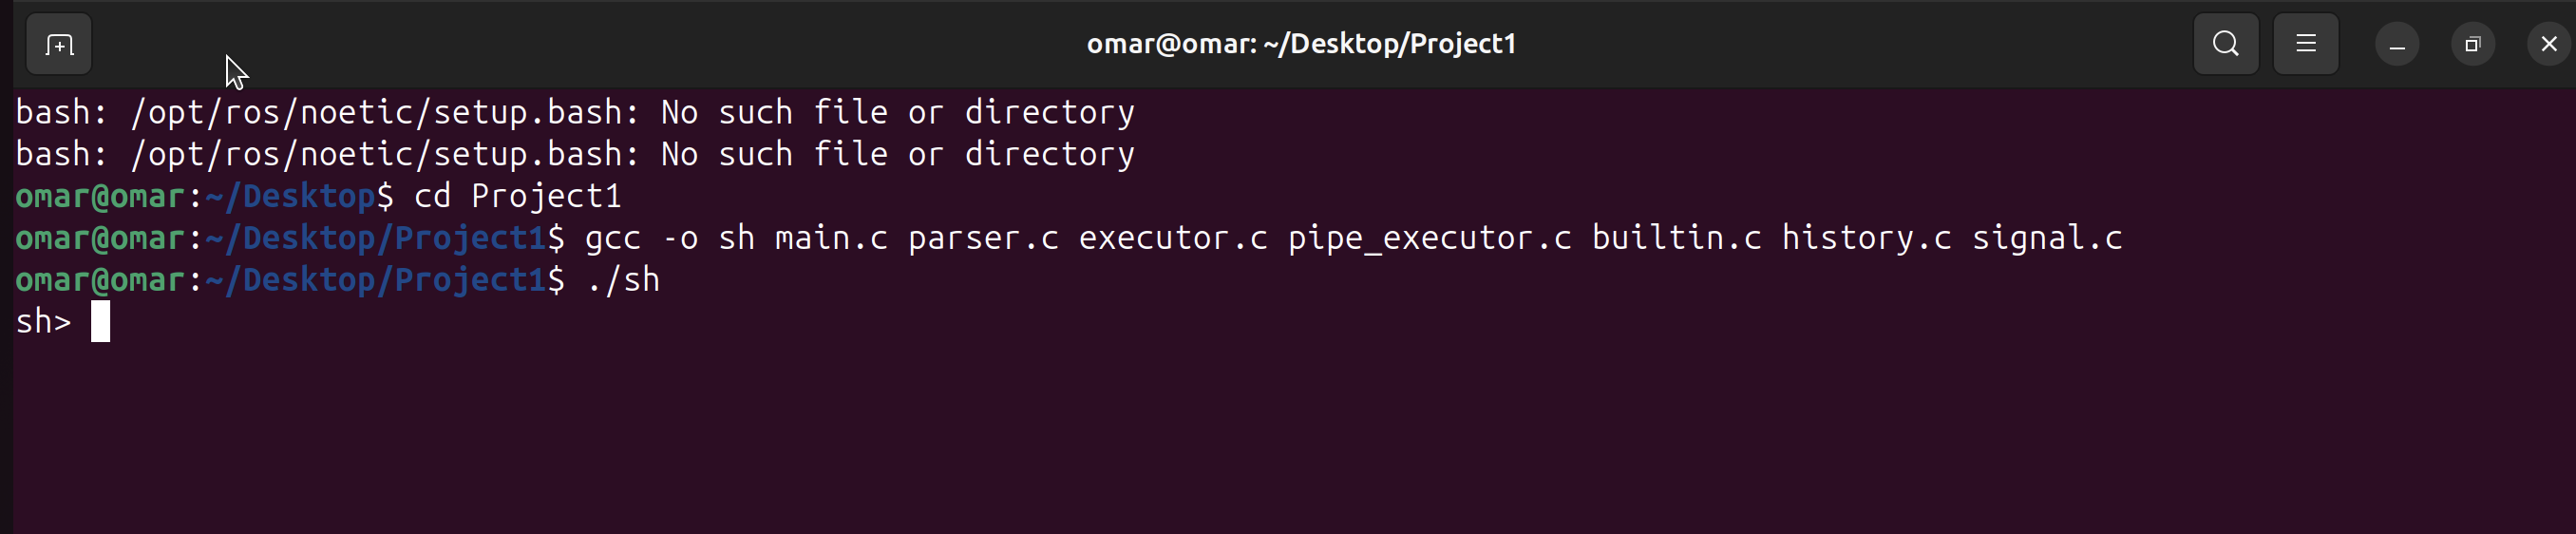 omar@omar: ~/Desktop/Project1
bash: /opt/ros/noetic/setup.bash: No such file or directory
bash: /opt/ros/noetic/setup.bash: No such file or directory
omar@omar:~/Desktop$ cd Project1
omar@omar:~/Desktop/Project1$ gcc -o sh main.c parser.c executor.c pipe_executor.c builtin.c history.c signal.c
omar@omar:~/Desktop/Project1$ ./sh
sh>